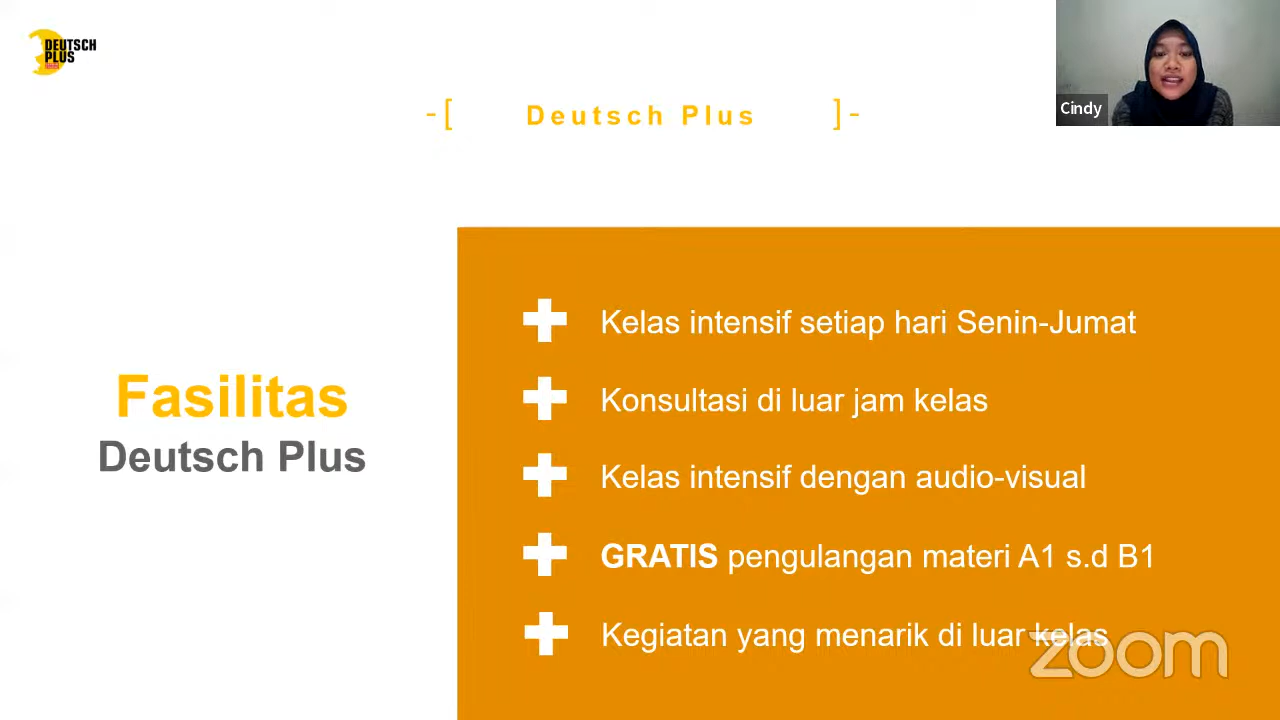 DEUTSCH
PLUS
-[ Deutsch Plus ]-
Cindy
Fasilitas
Deutsch Plus
Kelas intensif setiap hari Senin-Jumat
Konsultasi di luar jam kelas
Kelas intensif dengan audio-visual
GRATIS pengulangan materi A1 s.d B1
Kegiatan yang menarik di luar kelas
zoom